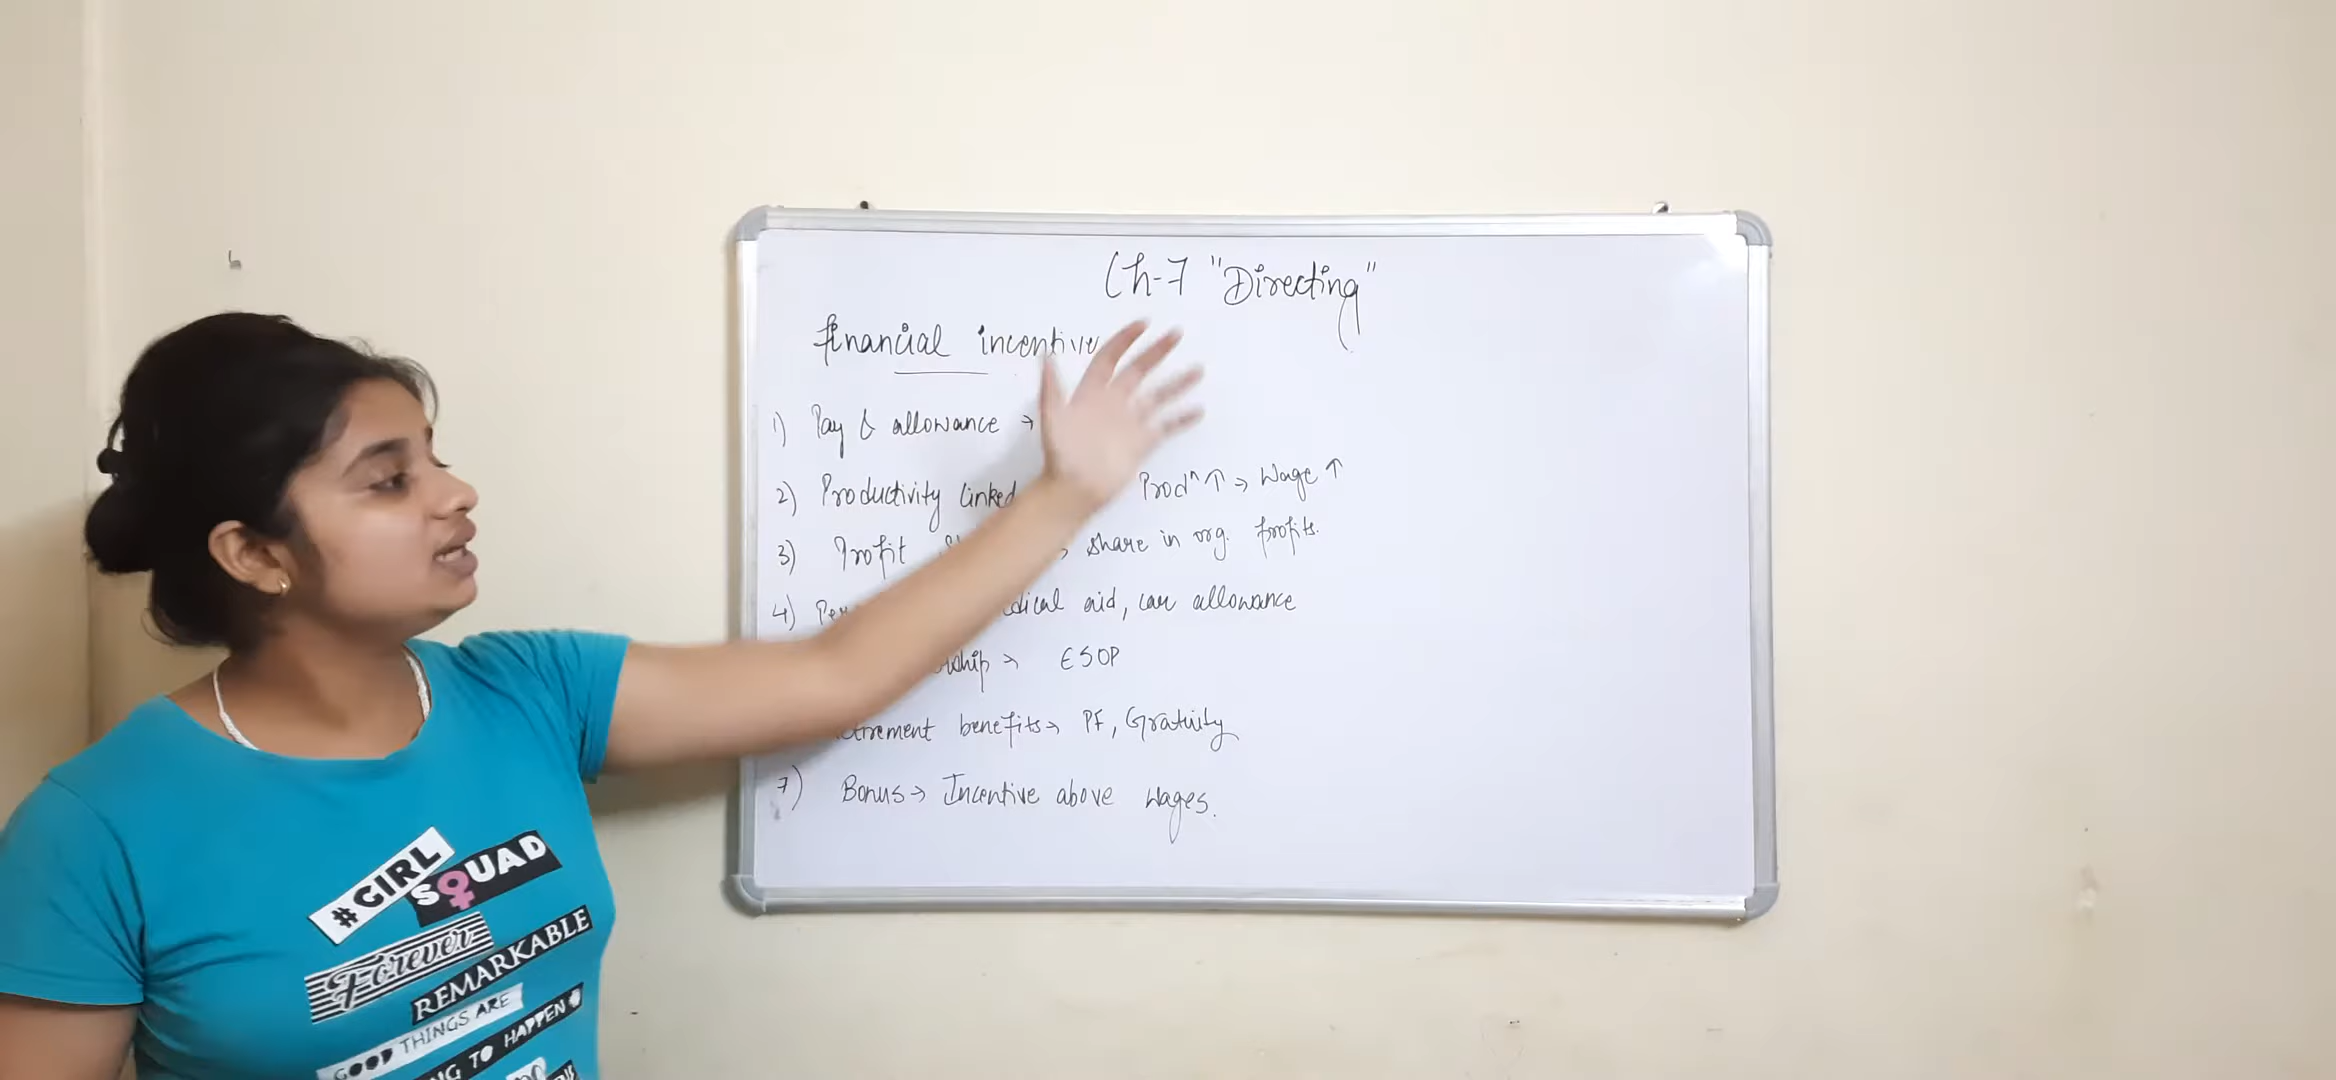 Ch-7 "Directing"
financial incentive
1) Pay & allowance →
2) Productivity linked Prodⁿ ↑ → Wage ↑
3) Profit share in org. profits.
4) aid, car allowance
→ ESOP
benefits → PF, Gratuity
7) Bonus → Incentive above wages.
#GIRL
SQUAD
Forever
REMARKABLE
GOOD THINGS ARE
TO HAPPEN